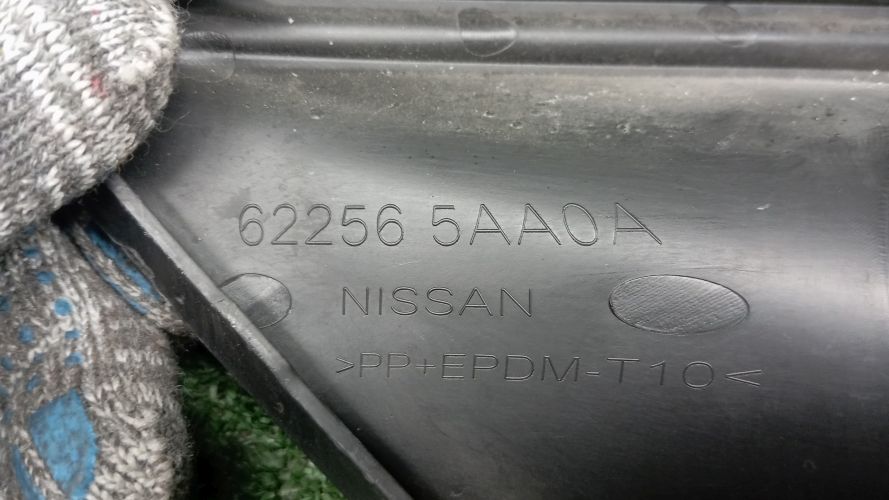 62256 5AA0A
NISSAN
>PP+EPDM-T10<